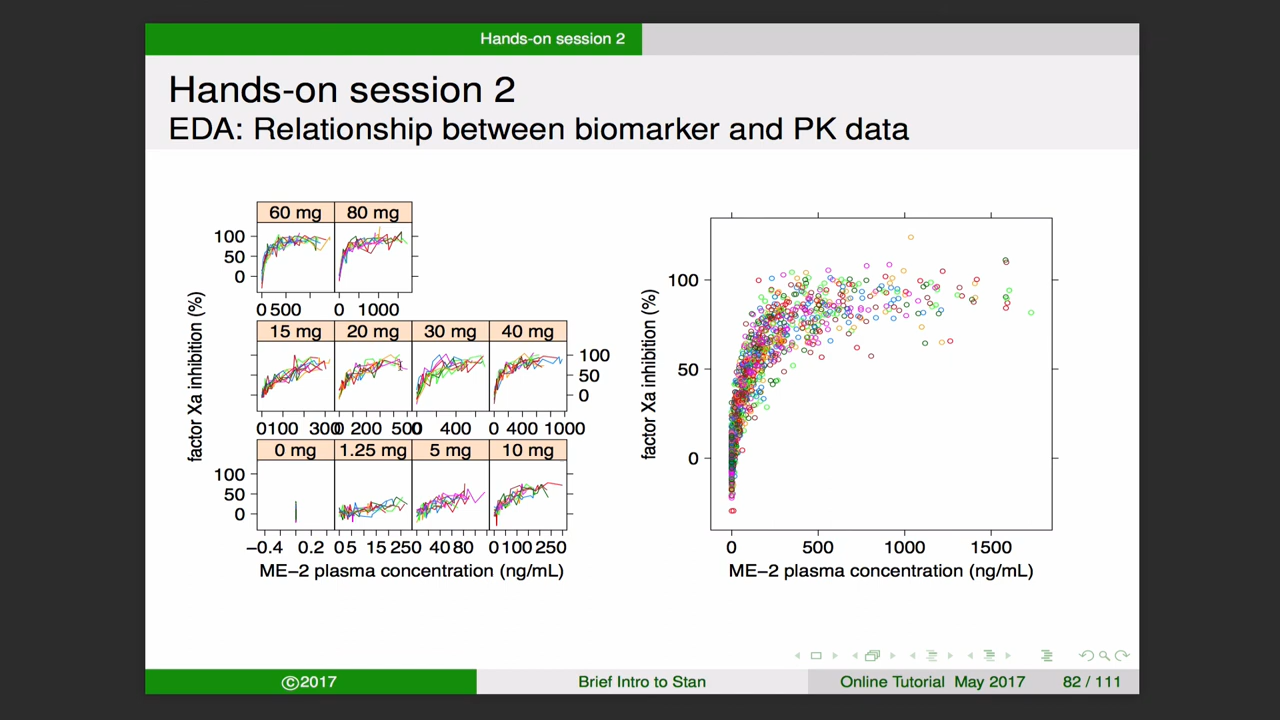 Hands-on session 2
Hands-on session 2
EDA: Relationship between biomarker and PK data
60 mg 80 mg
100
50
0
0 500 0 1000
15 mg 20 mg 30 mg 40 mg
100
50
0
0 100 300 0 200 500 0 400 0 400 1000
0 mg 1.25 mg 5 mg 10 mg
100
50
0
−0.4 0.2 0 5 15 25 0 40 80 0 100 250
ME−2 plasma concentration (ng/mL)
factor Xa inhibition (%)
100
50
0
0 500 1000 1500
ME−2 plasma concentration (ng/mL)
factor Xa inhibition (%)
©2017 Brief Intro to Stan Online Tutorial May 2017 82 / 111